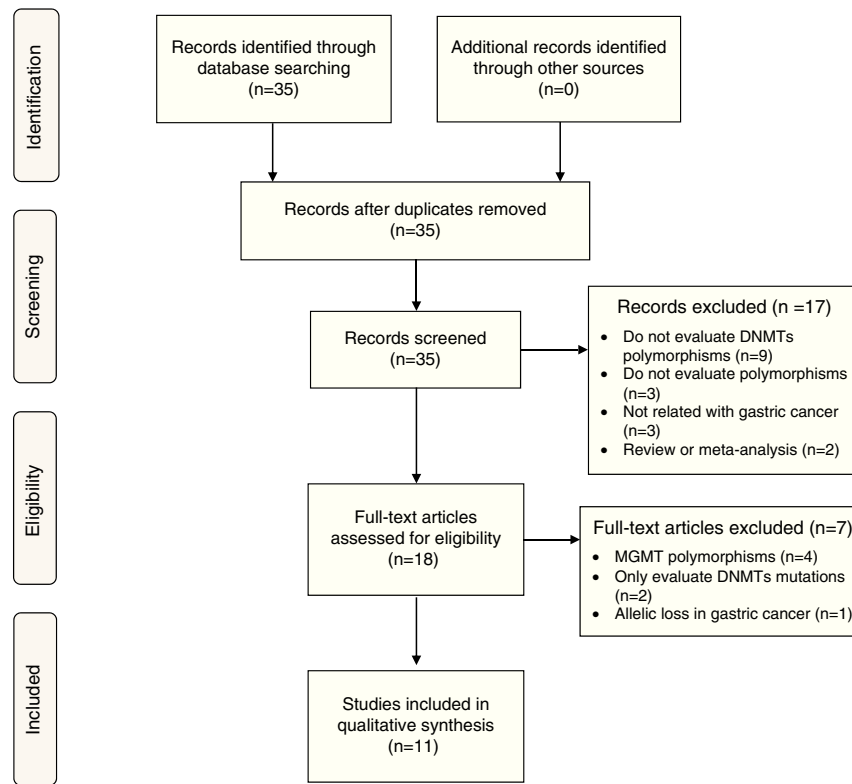 Identification
Records identified through
database searching
(n=35)
Additional records identified
through other sources
(n=0)
Records after duplicates removed
(n=35)
Screening
Records screened
(n=35)
Records excluded (n =17)
• Do not evaluate DNMTs
polymorphisms (n=9)
• Do not evaluate polymorphisms
(n=3)
• Not related with gastric cancer
(n=3)
• Review or meta-analysis (n=2)
Eligibility
Full-text articles
assessed for eligibility
(n=18)
Full-text articles excluded (n=7)
• MGMT polymorphisms (n=4)
• Only evaluate DNMTs mutations
(n=2)
• Allelic loss in gastric cancer (n=1)
Included
Studies included in
qualitative synthesis
(n=11)